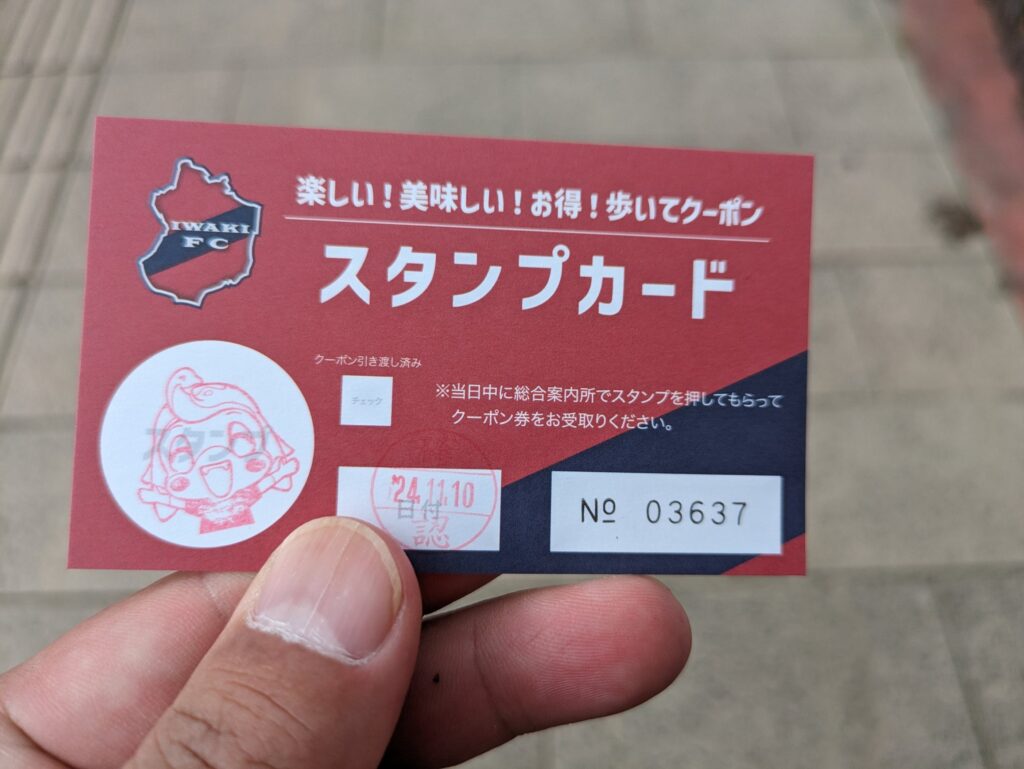 IWAKI
FC
楽しい！美味しい！お得！歩いてクーポン
スタンプカード
クーポン引き渡し済み
チェック
※当日中に総合案内所でスタンプを押してもらって
クーポン券をお受取りください。
スタンプ
'24.11.10
日付
認
№ 03637